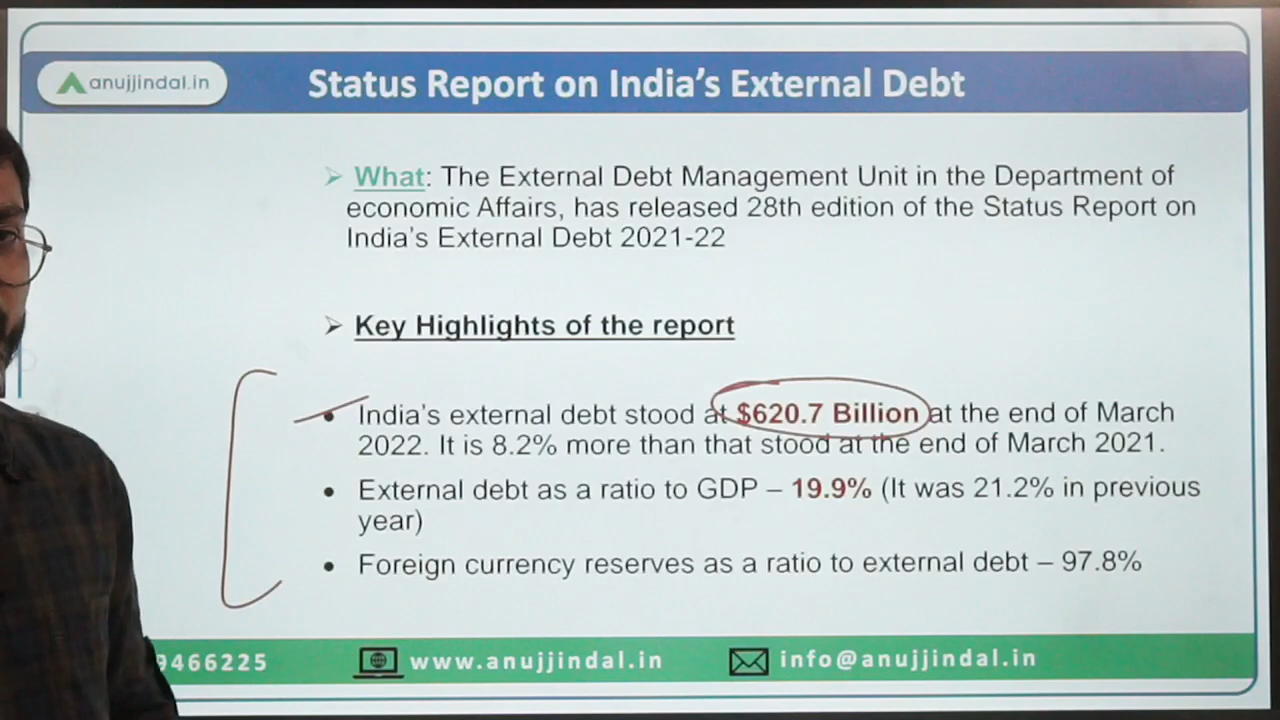 anujjindal.in
Status Report on India's External Debt
➢ What: The External Debt Management Unit in the Department of
economic Affairs, has released 28th edition of the Status Report on
India's External Debt 2021-22
➢ Key Highlights of the report
• India's external debt stood at $620.7 Billion at the end of March
2022. It is 8.2% more than that stood at the end of March 2021.
• External debt as a ratio to GDP – 19.9% (It was 21.2% in previous
year)
• Foreign currency reserves as a ratio to external debt – 97.8%
9466225
www.anujjindal.in
info@anujjindal.in